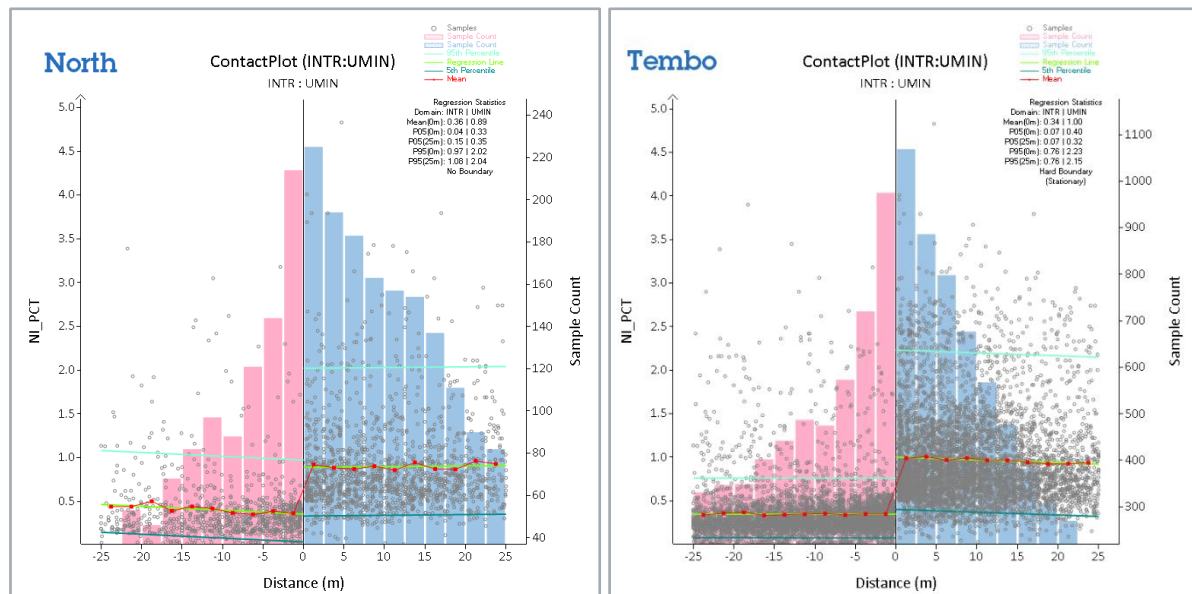 North
ContactPlot (INTR:UMIN)
INTR : UMIN
Samples
Sample Count
Sample Count
95th Percentile
Regression Line
5th Percentile
Mean
Regression Statistics
Domain: INTR | UMIN
Mean(0m): 0.36 | 0.89
P05(0m): 0.04 | 0.33
P05(25m): 0.15 | 0.35
P95(0m): 0.97 | 2.02
P95(25m): 1.08 | 2.04
No Boundary
NI_PCT
5.0
4.5
4.0
3.5
3.0
2.5
2.0
1.5
1.0
0.5
240
220
200
180
160
140
120
100
80
60
40
Sample Count
-25 -20 -15 -10 -5 0 5 10 15 20 25
Distance (m)
Tembo
ContactPlot (INTR:UMIN)
INTR : UMIN
Samples
Sample Count
Sample Count
95th Percentile
Regression Line
5th Percentile
Mean
Regression Statistics
Domain: INTR | UMIN
Mean(0m): 0.34 | 1.00
P05(0m): 0.07 | 0.40
P05(25m): 0.07 | 0.32
P95(0m): 0.76 | 2.23
P95(25m): 0.76 | 2.15
Hard Boundary
(Stationary)
NI_PCT
5.0
4.5
4.0
3.5
3.0
2.5
2.0
1.5
1.0
0.5
1100
1000
900
800
700
600
500
400
300
Sample Count
-25 -20 -15 -10 -5 0 5 10 15 20 25
Distance (m)